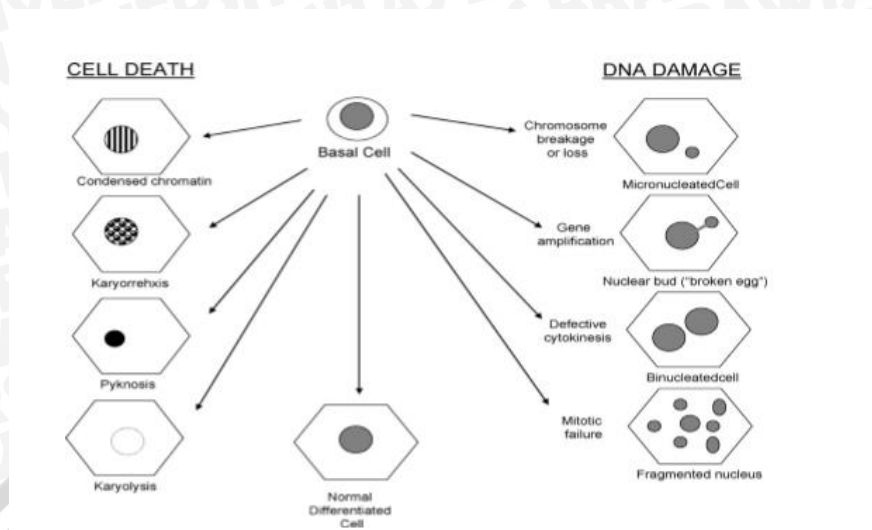 CELL DEATH
DNA DAMAGE
Basal Cell
Condensed chromatin
Karyorrehxis
Pyknosis
Karyolysis
Normal
Differentiated
Cell
Chromosome
breakage
or loss
MicronucleatedCell
Gene
amplification
Nuclear bud ("broken egg")
Defective
cytokinesis
Binucleatedcell
Mitotic
failure
Fragmented nucleus